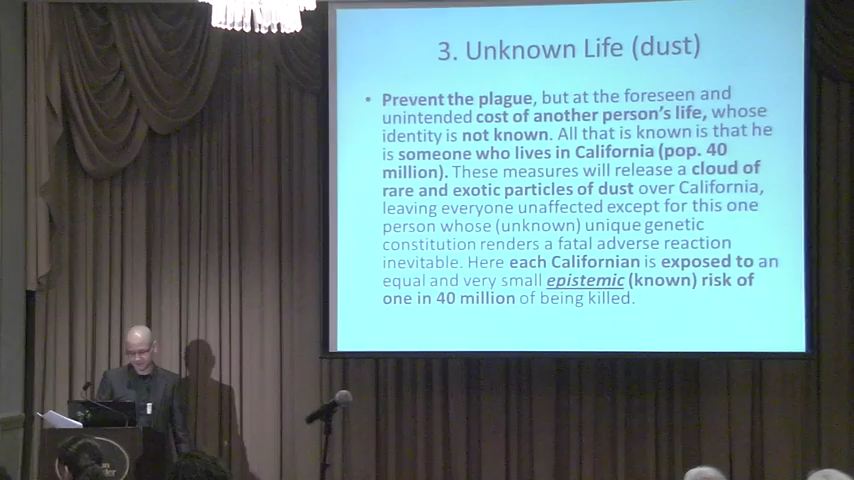 3. Unknown Life (dust)
• Prevent the plague, but at the foreseen and
unintended cost of another person's life, whose
identity is not known. All that is known is that he
is someone who lives in California (pop. 40
million). These measures will release a cloud of
rare and exotic particles of dust over California,
leaving everyone unaffected except for this one
person whose (unknown) unique genetic
constitution renders a fatal adverse reaction
inevitable. Here each Californian is exposed to an
equal and very small epistemic (known) risk of
one in 40 million of being killed.